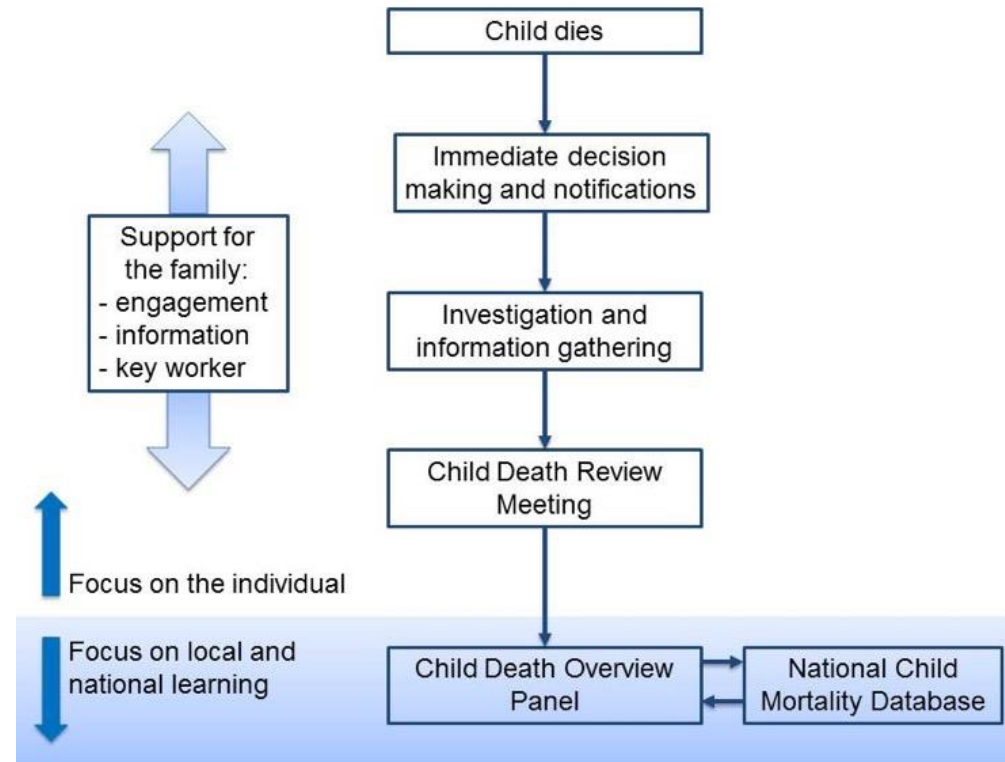 Child dies
Immediate decision
making and notifications
Support for
the family:
- engagement
- information
- key worker
Investigation and
information gathering
Child Death Review
Meeting
Focus on the individual
Focus on local and
national learning
Child Death Overview
Panel
National Child
Mortality Database